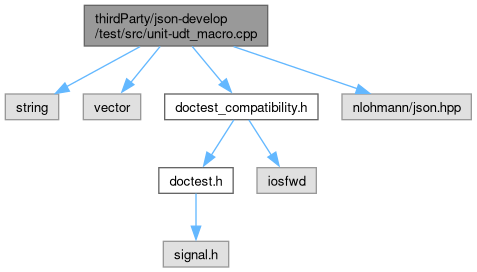 thirdParty/json-develop
/test/src/unit-udt_macro.cpp
string
vector
doctest_compatibility.h
nlohmann/json.hpp
doctest.h
iosfwd
signal.h